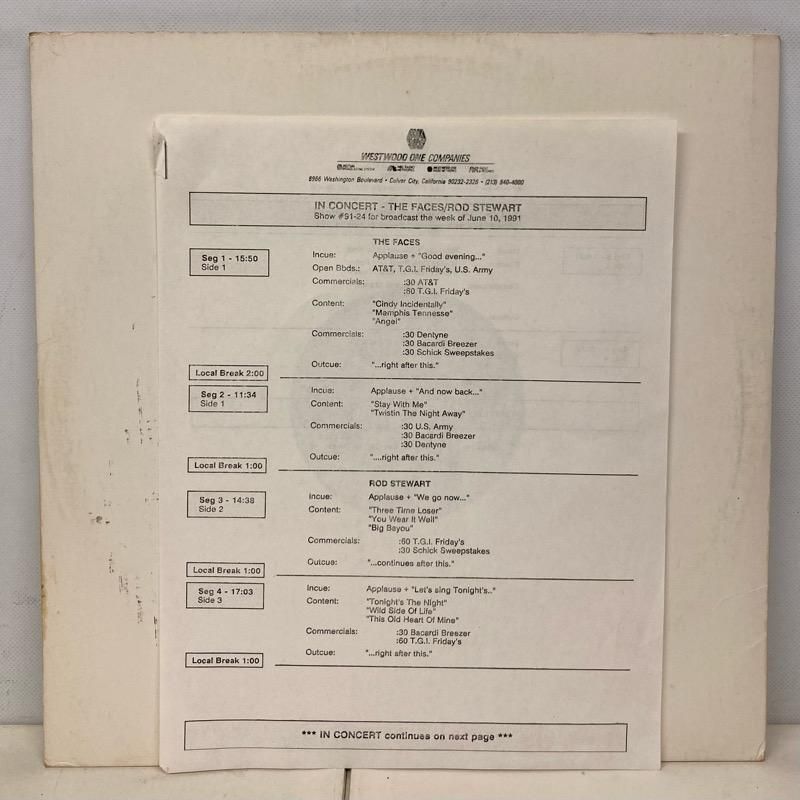 WESTWOOD ONE COMPANIES
8966 Washington Boulevard • Culver City, California 90232-2326 • (213) 840-4000
IN CONCERT - THE FACES/ROD STEWART
Show #91-24 for broadcast the week of June 10, 1991
THE FACES
Seg 1 - 15:50
Side 1
Incue: Applause + "Good evening..."
Open Bbds.: AT&T, T.G.I. Friday's, U.S. Army
Commercials: :30 AT&T
:60 T.G.I. Friday's
Content: "Cindy Incidentally"
"Memphis Tennesse"
"Angel"
Commercials: :30 Dentyne
:30 Bacardi Breezer
:30 Schick Sweepstakes
Outcue: "...right after this."
Local Break 2:00
Seg 2 - 11:34
Side 1
Incue: Applause + "And now back..."
Content: "Stay With Me"
"Twistin The Night Away"
Commercials: :30 U.S. Army
:30 Bacardi Breezer
:30 Dentyne
Outcue: "....right after this."
Local Break 1:00
ROD STEWART
Seg 3 - 14:38
Side 2
Incue: Applause + "We go now..."
Content: "Three Time Loser"
"You Wear It Well"
"Big Bayou"
Commercials: :60 T.G.I. Friday's
:30 Schick Sweepstakes
Outcue: "...continues after this."
Local Break 1:00
Seg 4 - 17:03
Side 3
Incue: Applause + "Let's sing Tonight's.."
Content: "Tonight's The Night"
"Wild Side Of Life"
"This Old Heart Of Mine"
Commercials: :30 Bacardi Breezer
:60 T.G.I. Friday's
Outcue: "...right after this."
Local Break 1:00
*** IN CONCERT continues on next page ***